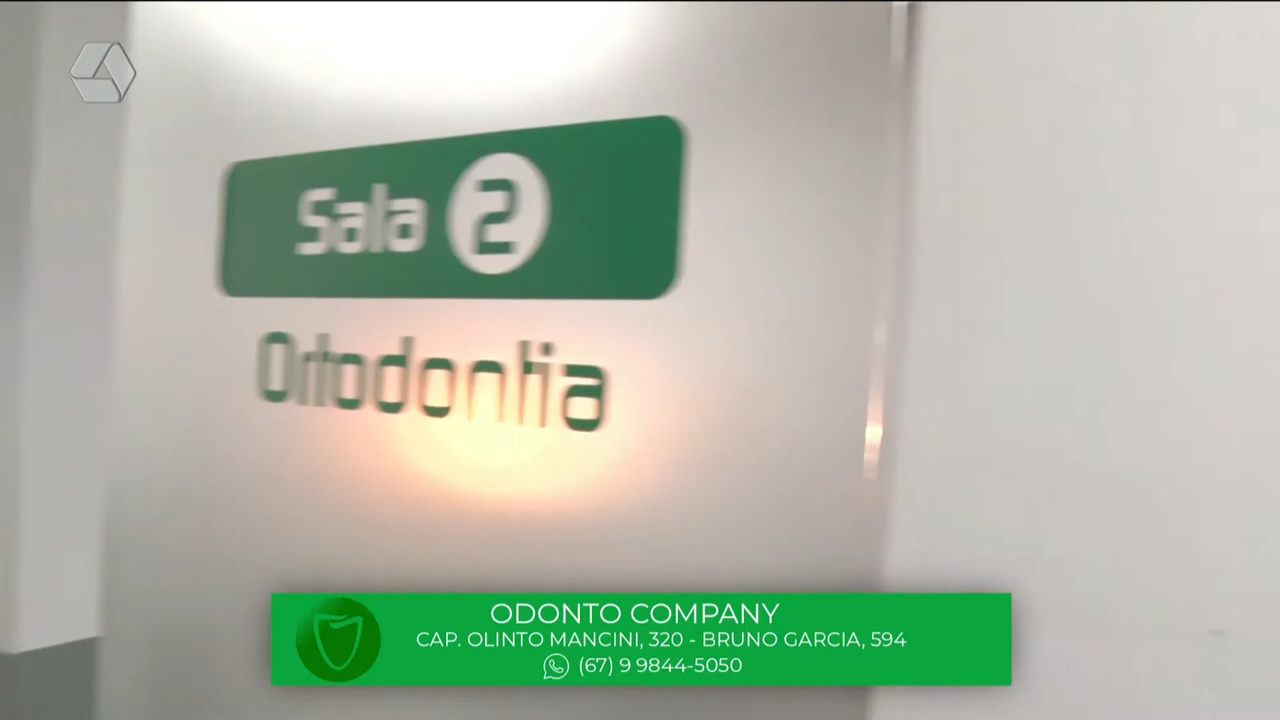 Sala 2
Ortodontia
ODONTO COMPANY
CAP. OLINTO MANCINI, 320 - BRUNO GARCIA, 594
(67) 9 9844-5050